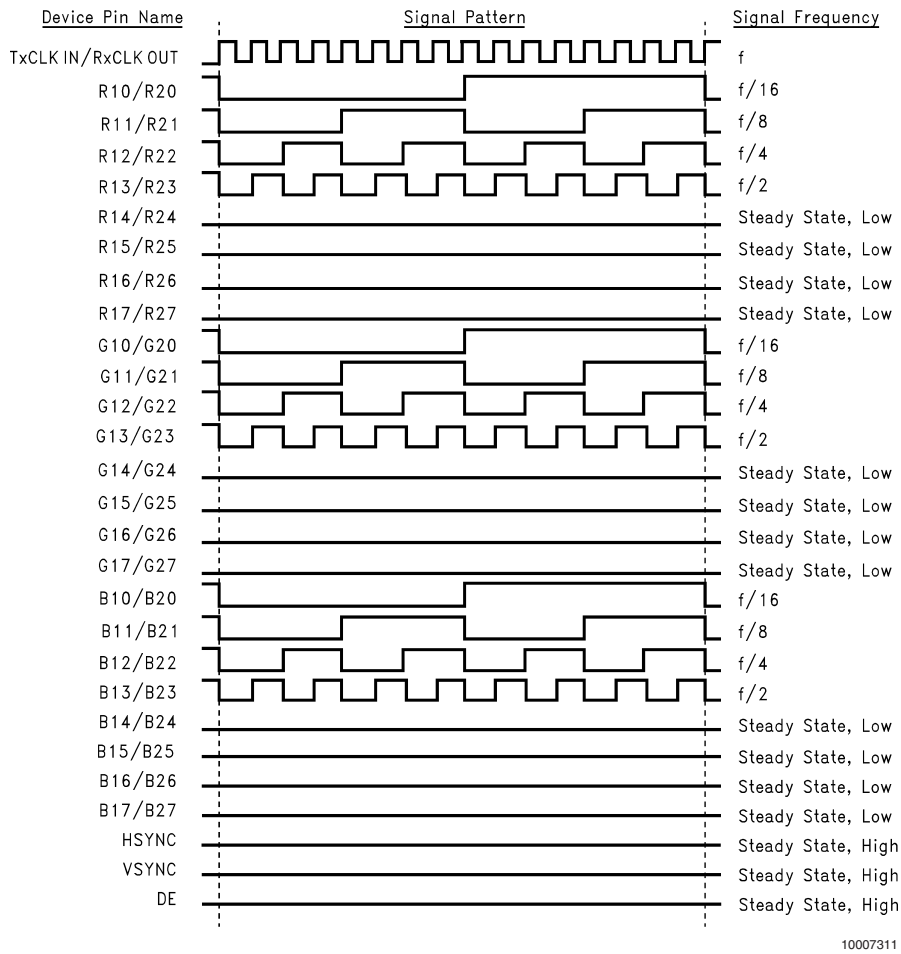 Device Pin Name Signal Pattern Signal Frequency
TxCLK IN/RxCLK OUT f
R10/R20 f/16
R11/R21 f/8
R12/R22 f/4
R13/R23 f/2
R14/R24 Steady State, Low
R15/R25 Steady State, Low
R16/R26 Steady State, Low
R17/R27 Steady State, Low
G10/G20 f/16
G11/G21 f/8
G12/G22 f/4
G13/G23 f/2
G14/G24 Steady State, Low
G15/G25 Steady State, Low
G16/G26 Steady State, Low
G17/G27 Steady State, Low
B10/B20 f/16
B11/B21 f/8
B12/B22 f/4
B13/B23 f/2
B14/B24 Steady State, Low
B15/B25 Steady State, Low
B16/B26 Steady State, Low
B17/B27 Steady State, Low
HSYNC Steady State, High
VSYNC Steady State, High
DE Steady State, High
10007311